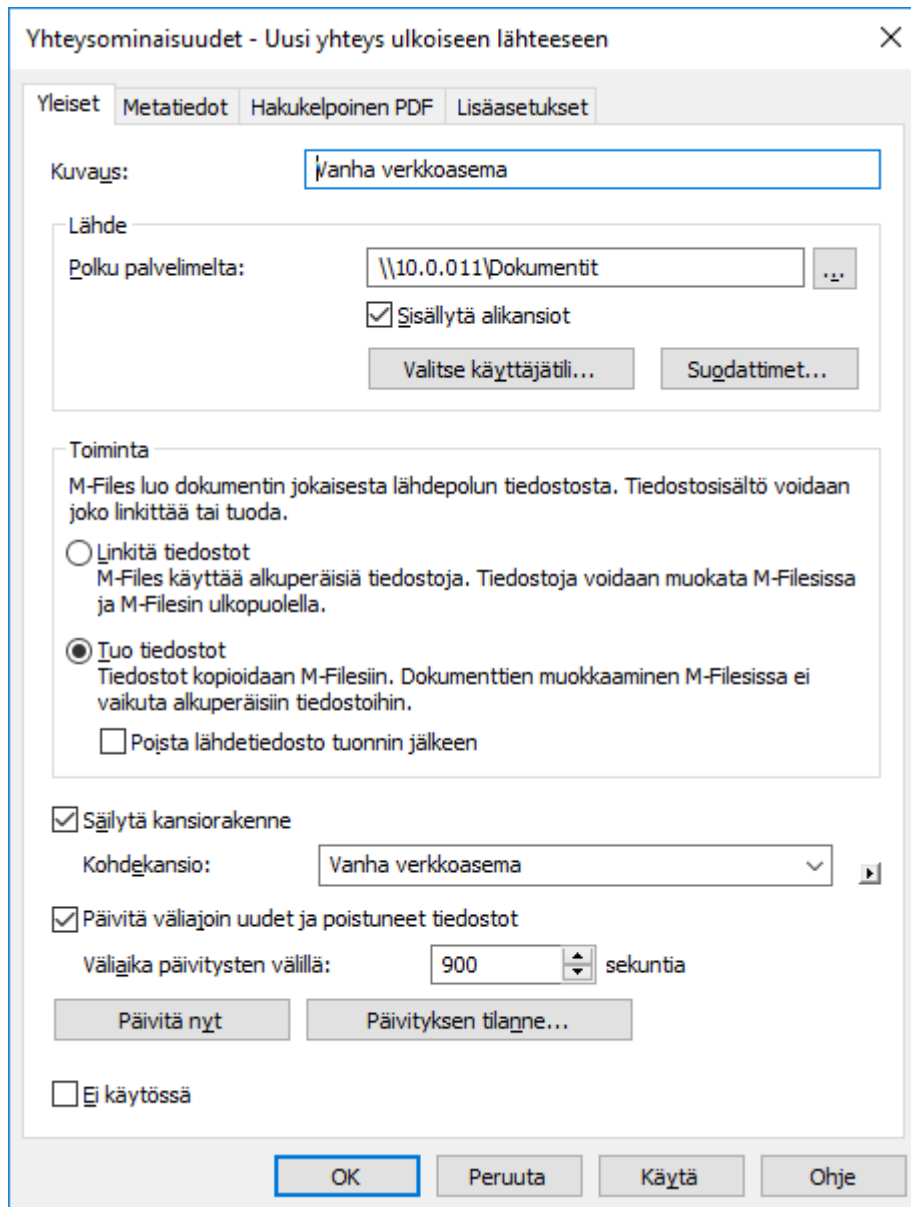 Yhteysominaisuudet - Uusi yhteys ulkoiseen lähteeseen
Yleiset Metatiedot Hakukelpoinen PDF Lisäasetukset
Kuvaus: Vanha verkkoasema
Lähde
Polku palvelimelta: \\10.0.011\Dokumentit ...
Sisällytä alikansiot
Valitse käyttäjätili... Suodattimet...
Toiminta
M-Files luo dokumentin jokaisesta lähdepolun tiedostosta. Tiedostosisältö voidaan
joko linkittää tai tuoda.
Linkitä tiedostot
M-Files käyttää alkuperäisiä tiedostoja. Tiedostoja voidaan muokata M-Filesissa
ja M-Filesin ulkopuolella.
Tuo tiedostot
Tiedostot kopioidaan M-Filesiin. Dokumenttien muokkaaminen M-Filesissa ei
vaikuta alkuperäisiin tiedostoihin.
Poista lähdetiedosto tuonnin jälkeen
Säilytä kansiorakenne
Kohdekansio: Vanha verkkoasema
Päivitä väliajoin uudet ja poistuneet tiedostot
Väliaika päivitysten välillä: 900 sekuntia
Päivitä nyt Päivityksen tilanne...
Ei käytössä
OK Peruuta Käytä Ohje